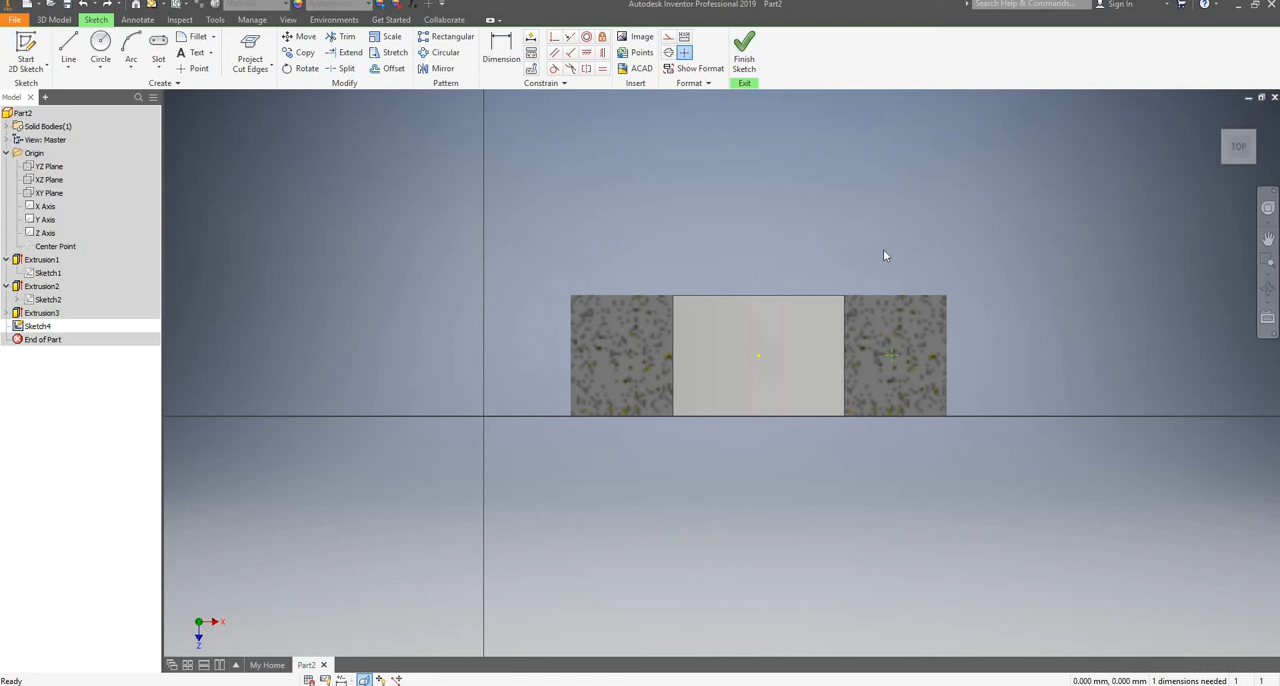 Autodesk Inventor Professional 2019 Part2
Search Help & Commands...
Sign In
File 3D Model Sketch Annotate Inspect Tools Manage View Environments Get Started Collaborate
Start
2D Sketch
Line
Circle
Arc
Slot
Fillet
Text
Point
Project
Cut Edges
Move
Copy
Rotate
Trim
Extend
Split
Scale
Stretch
Offset
Rectangular
Circular
Mirror
Dimension
Image
Points
ACAD
Show Format
Finish
Sketch
Sketch Create Modify Pattern Constrain Insert Format Exit
Model
Part2
Solid Bodies(1)
View: Master
Origin
YZ Plane
XZ Plane
XY Plane
X Axis
Y Axis
Z Axis
Center Point
Extrusion1
Sketch1
Extrusion2
Sketch2
Extrusion3
Sketch4
End of Part
TOP
X
Z
My Home Part2
Ready
0.000 mm, 0.000 mm 1 dimensions needed 1 1